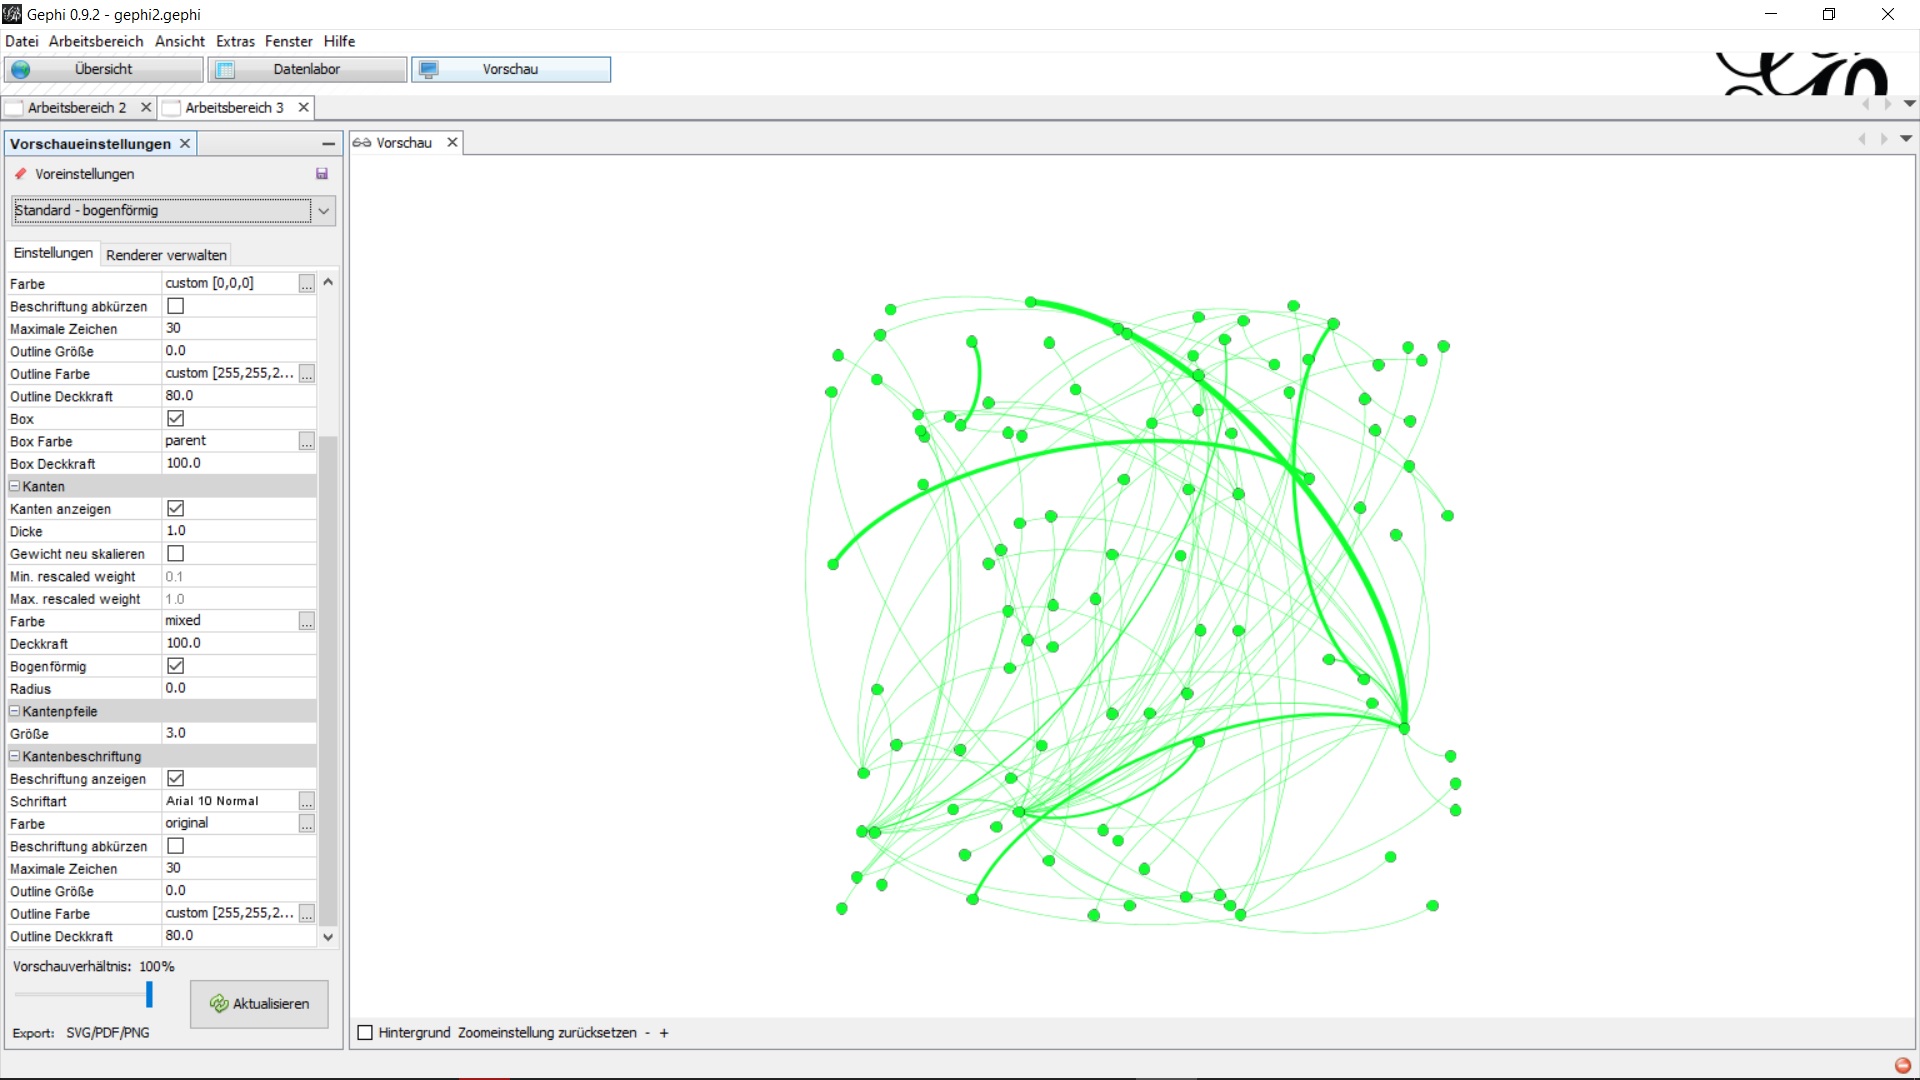 Gephi 0.9.2 - gephi2.gephi
Datei Arbeitsbereich Ansicht Extras Fenster Hilfe
Übersicht Datenlabor Vorschau
Arbeitsbereich 2 Arbeitsbereich 3
Vorschaueinstellungen
Vorschau
Voreinstellungen
Standard - bogenförmig
Einstellungen Renderer verwalten
Farbe custom [0,0,0] ...
Beschriftung abkürzen
Maximale Zeichen 30
Outline Größe 0.0
Outline Farbe custom [255,255,2... ...
Outline Deckkraft 80.0
Box
Box Farbe parent ...
Box Deckkraft 100.0
Kanten
Kanten anzeigen
Dicke 1.0
Gewicht neu skalieren
Min. rescaled weight 0.1
Max. rescaled weight 1.0
Farbe mixed ...
Deckkraft 100.0
Bogenförmig
Radius 0.0
Kantenpfeile
Größe 3.0
Kantenbeschriftung
Beschriftung anzeigen
Schriftart Arial 10 Normal ...
Farbe original ...
Beschriftung abkürzen
Maximale Zeichen 30
Outline Größe 0.0
Outline Farbe custom [255,255,2... ...
Outline Deckkraft 80.0
Vorschauverhältnis: 100%
Aktualisieren
Export: SVG/PDF/PNG
Hintergrund Zoomeinstellung zurücksetzen - +